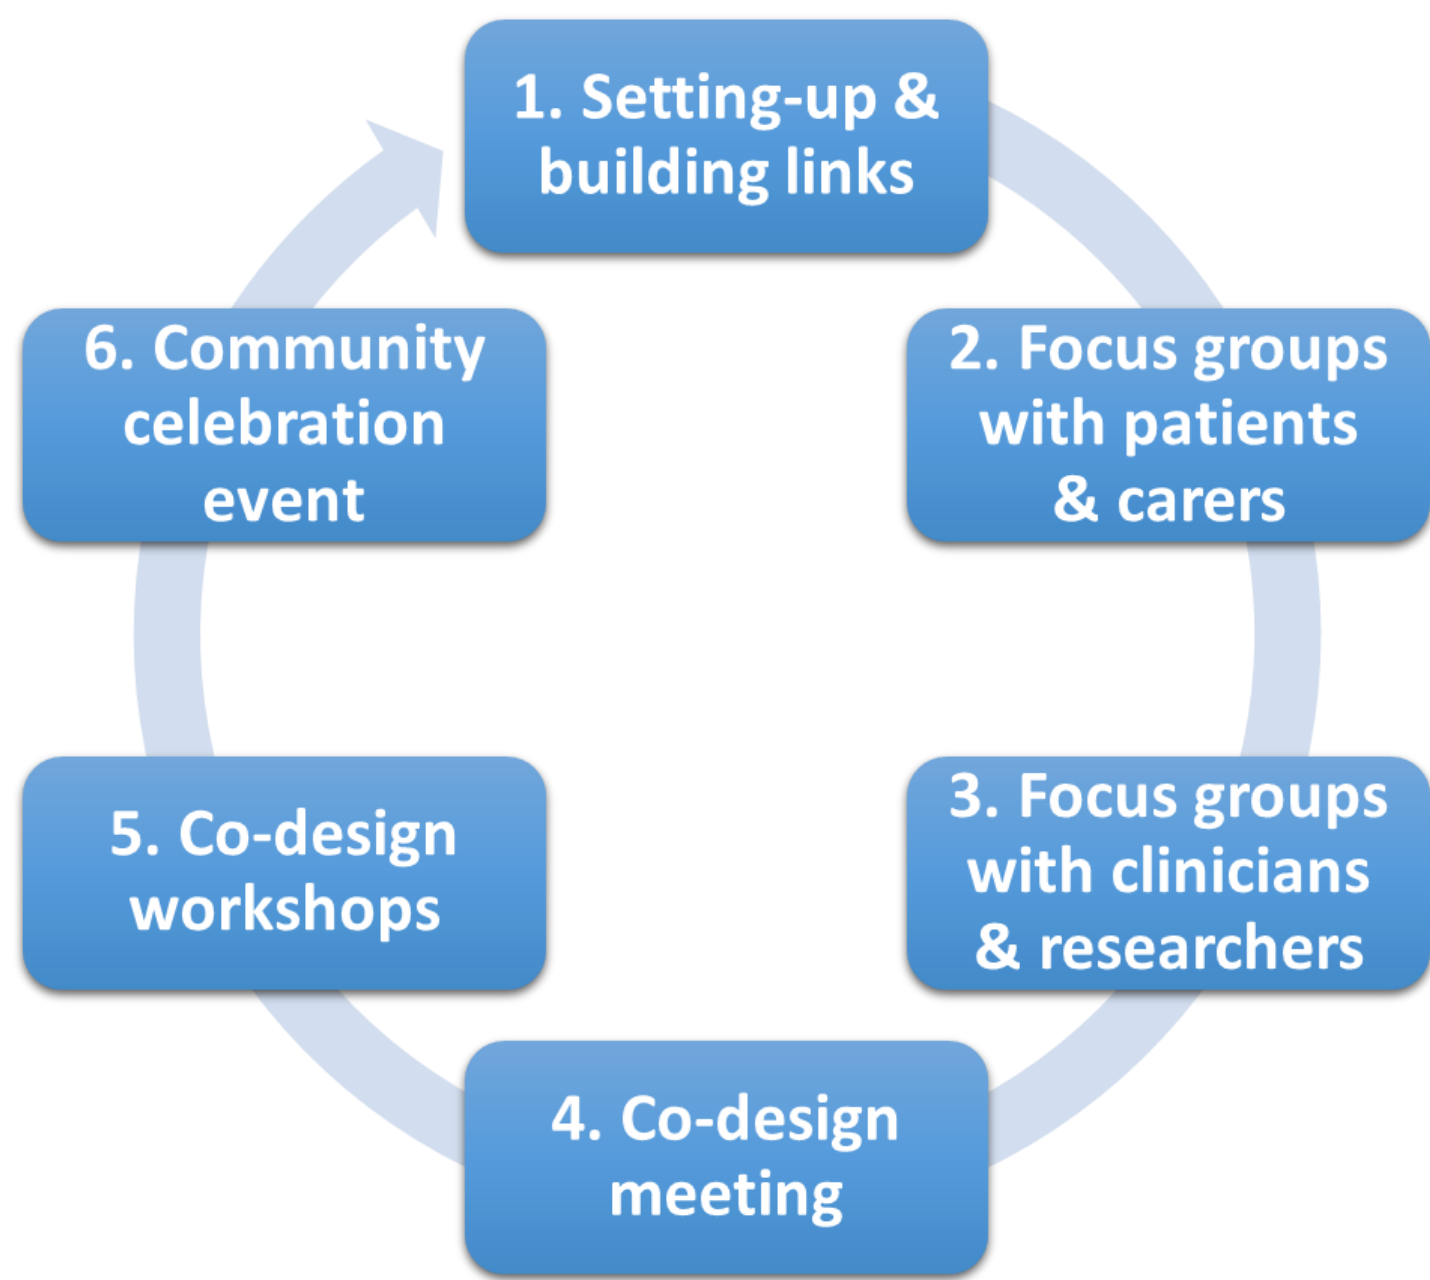 1. Setting-up &
building links
2. Focus groups
with patients
& carers
3. Focus groups
with clinicians
& researchers
4. Co-design
meeting
5. Co-design
workshops
6. Community
celebration
event